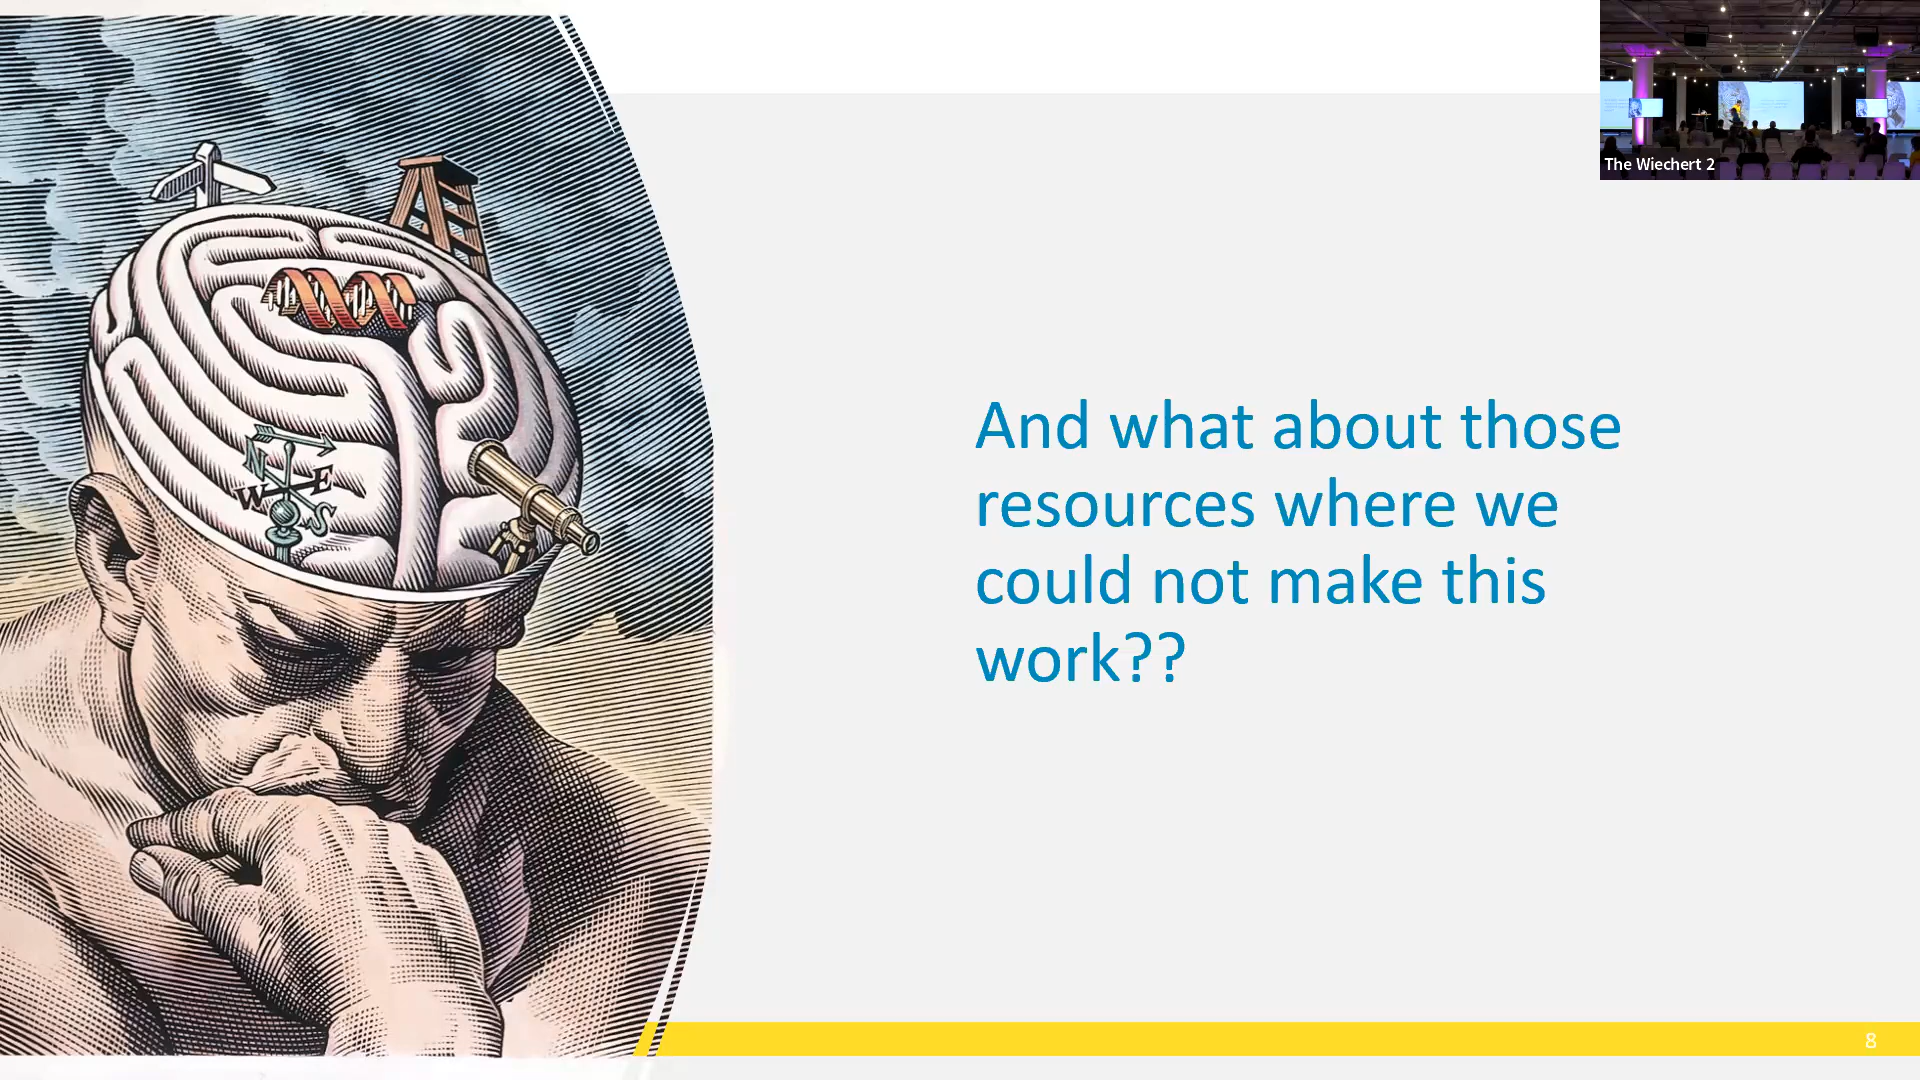 The Wiechert 2
N
W
E
S
And what about those
resources where we
could not make this
work??
8